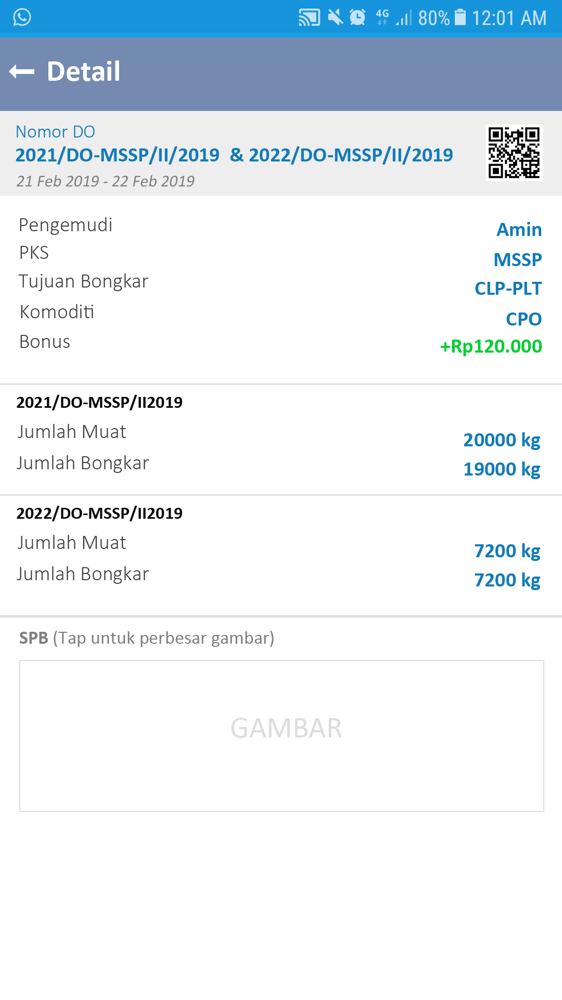 4G 80% 12:01 AM
Detail
Nomor DO
2021/DO-MSSP/II/2019 & 2022/DO-MSSP/II/2019
21 Feb 2019 - 22 Feb 2019
Pengemudi Amin
PKS MSSP
Tujuan Bongkar CLP-PLT
Komoditi CPO
Bonus +Rp120.000
2021/DO-MSSP/II2019
Jumlah Muat 20000 kg
Jumlah Bongkar 19000 kg
2022/DO-MSSP/II2019
Jumlah Muat 7200 kg
Jumlah Bongkar 7200 kg
SPB (Tap untuk perbesar gambar)
GAMBAR